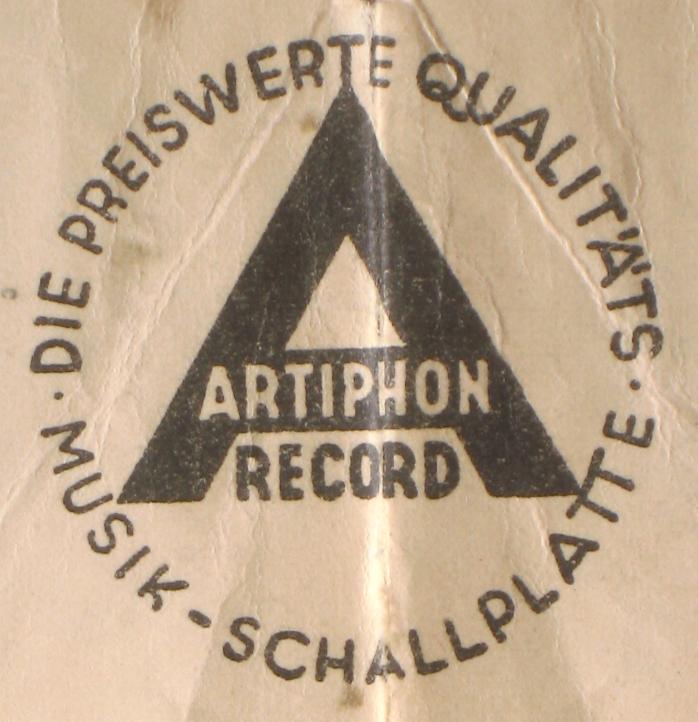 DIE PREISWERTE QUALITÄTS
MUSIK-SCHALLPLATTE
ARTIPHON
RECORD